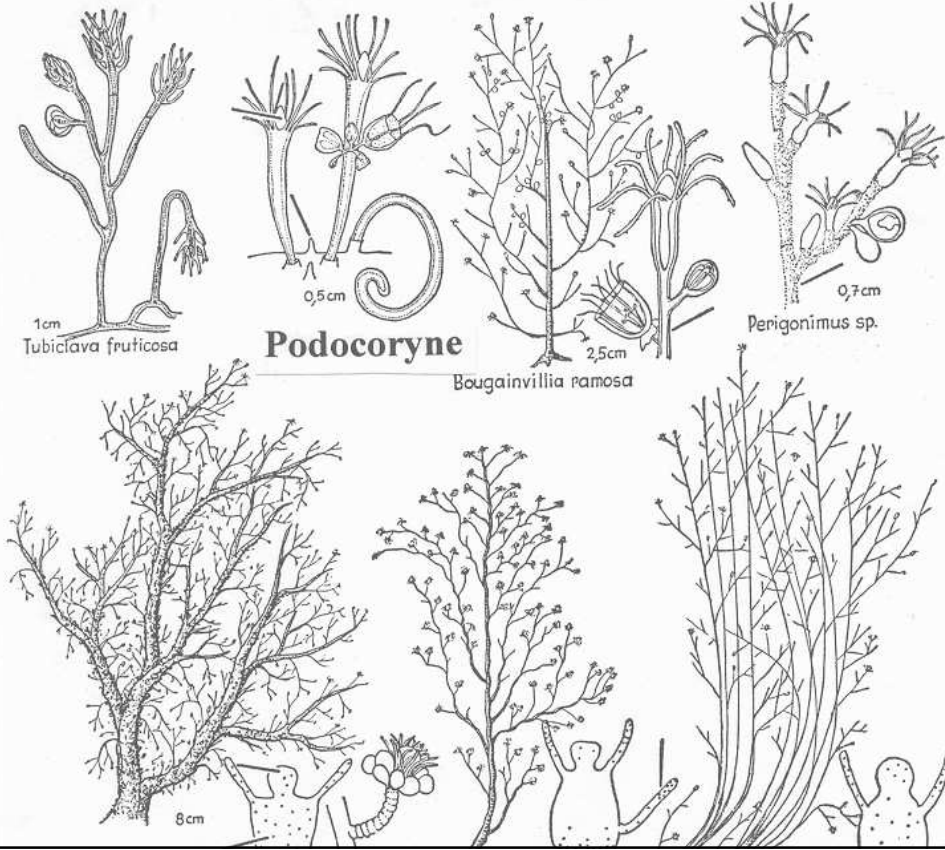 1cm
Tubiclava fruticosa
0,5cm
Podocoryne
2,5cm
Bougainvillia ramosa
0,7cm
Perigonimus sp.
8cm